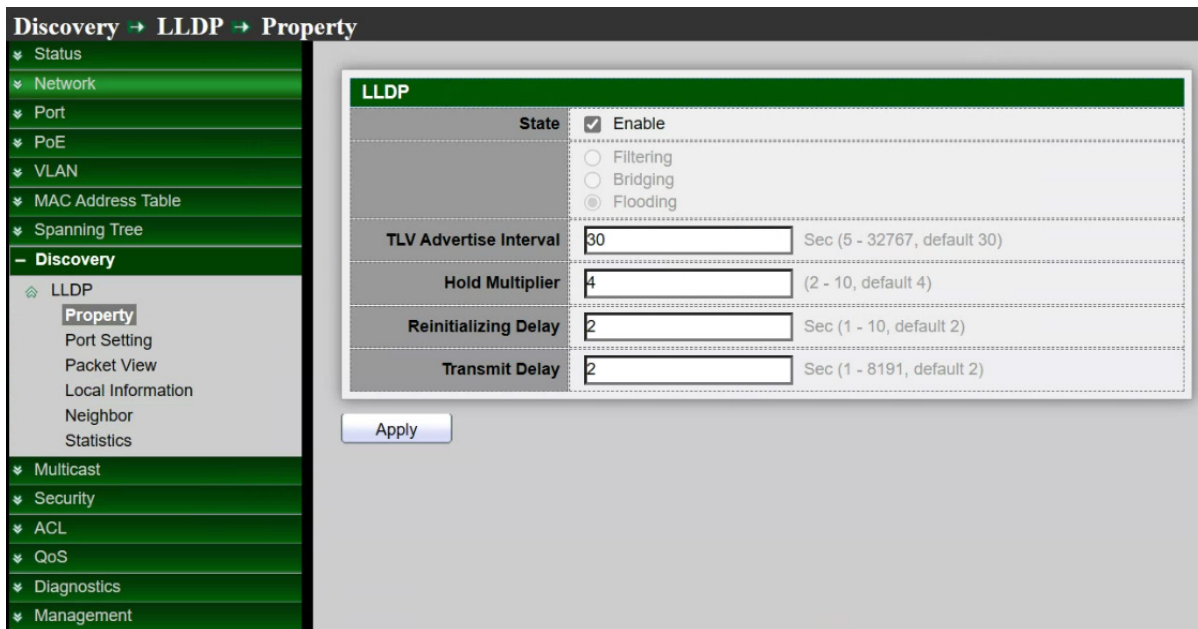 Discovery → LLDP → Property
Status
Network
Port
PoE
VLAN
MAC Address Table
Spanning Tree
Discovery
LLDP
Property
Port Setting
Packet View
Local Information
Neighbor
Statistics
Multicast
Security
ACL
QoS
Diagnostics
Management
LLDP
State Enable
Filtering
Bridging
Flooding
TLV Advertise Interval 30 Sec (5 - 32767, default 30)
Hold Multiplier 4 (2 - 10, default 4)
Reinitializing Delay 2 Sec (1 - 10, default 2)
Transmit Delay 2 Sec (1 - 8191, default 2)
Apply